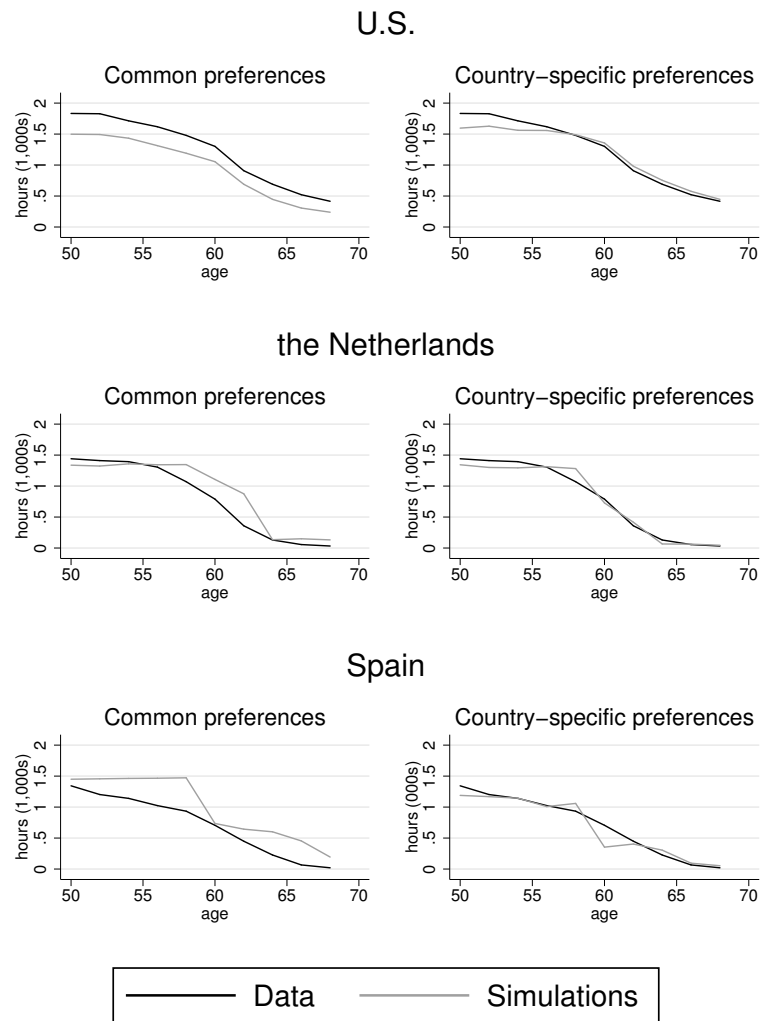 U.S.
Common preferences
hours (1,000s)
0 .5 1 1.5 2
50 55 60 65 70
age
Country−specific preferences
hours (1,000s)
0 .5 1 1.5 2
50 55 60 65 70
age
the Netherlands
Common preferences
hours (1,000s)
0 .5 1 1.5 2
50 55 60 65 70
age
Country−specific preferences
hours (1,000s)
0 .5 1 1.5 2
50 55 60 65 70
age
Spain
Common preferences
hours (1,000s)
0 .5 1 1.5 2
50 55 60 65 70
age
Country−specific preferences
hours (000s)
0 .5 1 1.5 2
50 55 60 65 70
age
Data Simulations